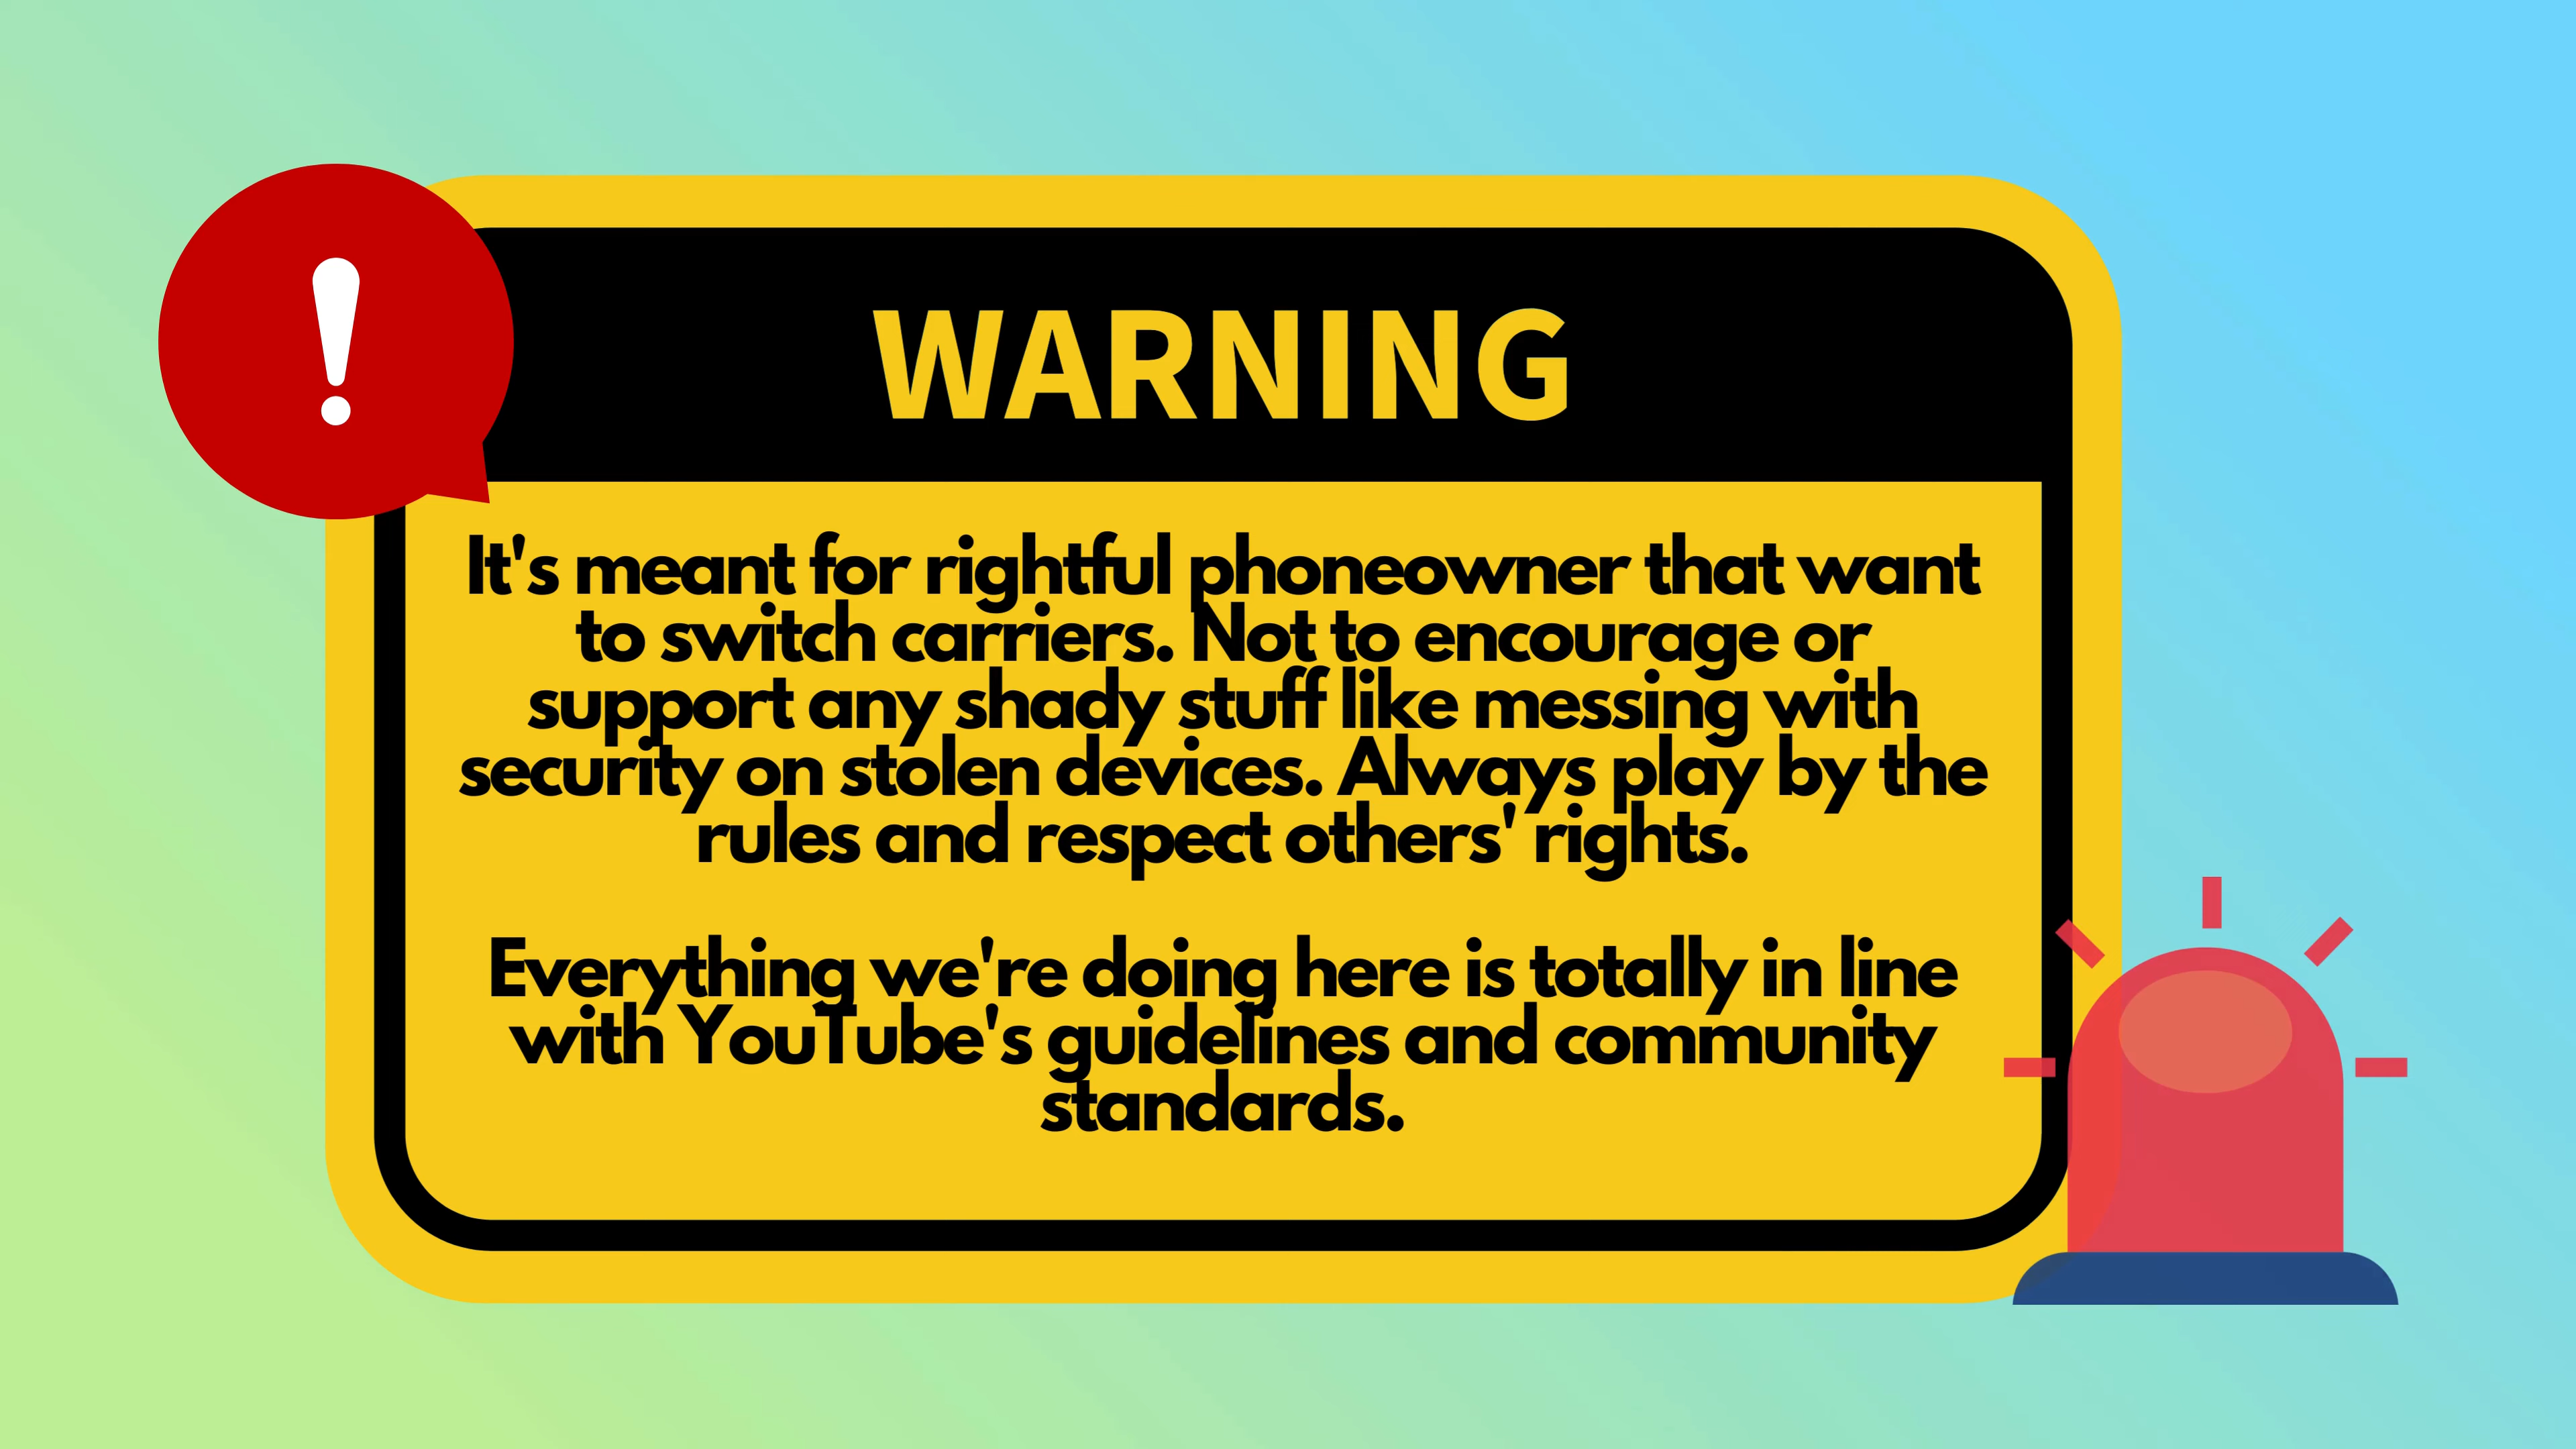 !
WARNING
It's meant for rightful phoneowner that want
to switch carriers. Not to encourage or
support any shady stuff like messing with
security on stolen devices. Always play by the
rules and respect others' rights.
Everything we're doing here is totally in line
with YouTube's guidelines and community
standards.